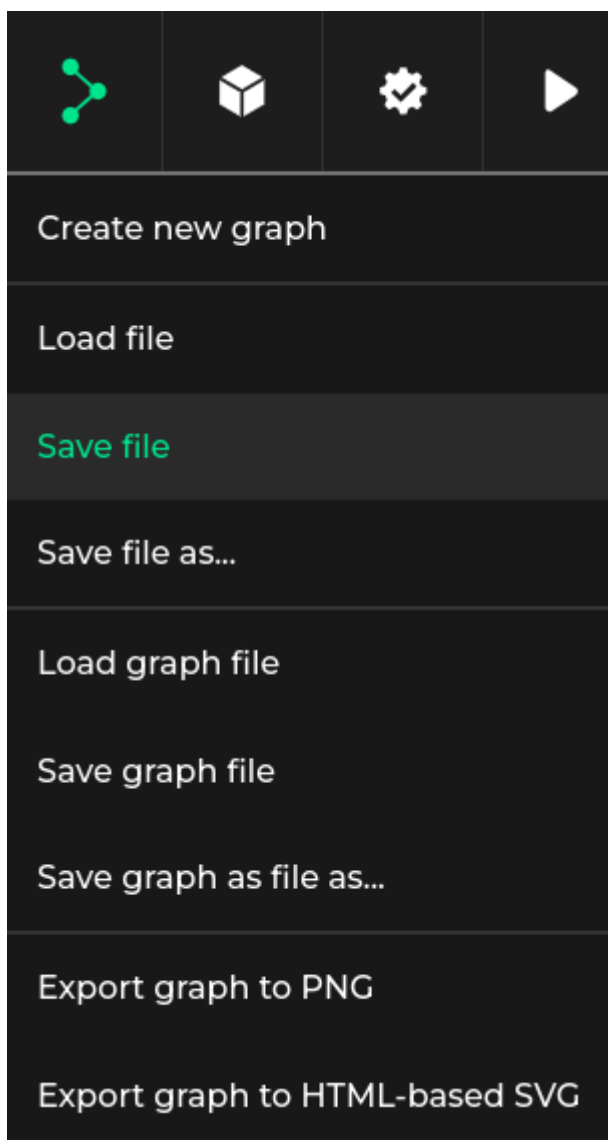 Create new graph
Load file
Save file
Save file as...
Load graph file
Save graph file
Save graph as file as...
Export graph to PNG
Export graph to HTML-based SVG